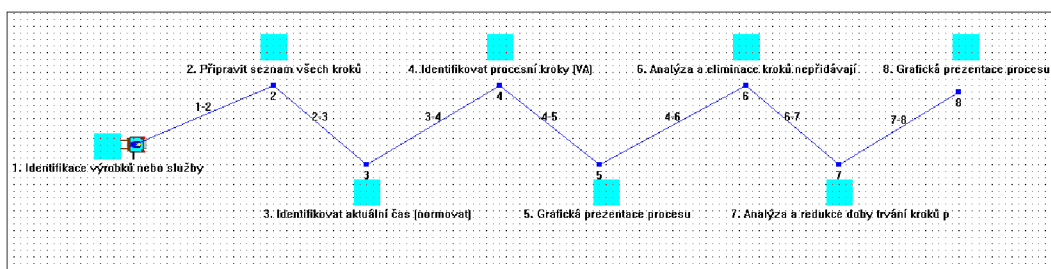 2. Připravit seznam všech kroků
4. Identifikovat procesní kroky (VA)
6. Analýza a eliminace kroků nepřidávají
8. Grafická prezentace procesu
2
4
6
8
1-2
2-3
3-4
4-5
4-6
6-7
7-8
1. Identifikace výrobků nebo služby
3
5
7
3. Identifikovat aktuální čas (normovat)
5. Grafická prezentace procesu
7. Analýza a redukce doby trvání kroků p